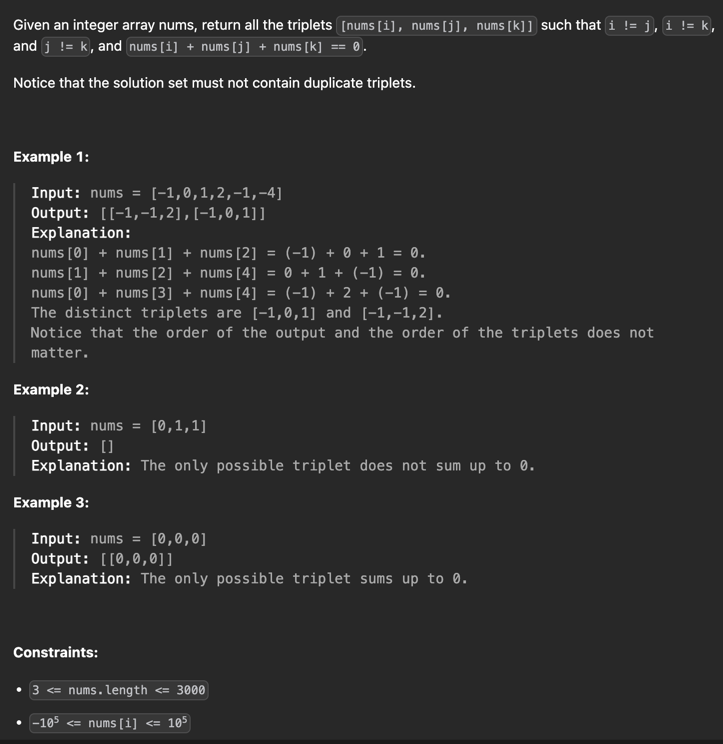 Given an integer array nums, return all the triplets [nums[i], nums[j], nums[k]] such that i != j, i != k,
and j != k, and nums[i] + nums[j] + nums[k] == 0.
Notice that the solution set must not contain duplicate triplets.
Example 1:
Input: nums = [-1,0,1,2,-1,-4]
Output: [[-1,-1,2],[-1,0,1]]
Explanation:
nums[0] + nums[1] + nums[2] = (-1) + 0 + 1 = 0.
nums[1] + nums[2] + nums[4] = 0 + 1 + (-1) = 0.
nums[0] + nums[3] + nums[4] = (-1) + 2 + (-1) = 0.
The distinct triplets are [-1,0,1] and [-1,-1,2].
Notice that the order of the output and the order of the triplets does not
matter.
Example 2:
Input: nums = [0,1,1]
Output: []
Explanation: The only possible triplet does not sum up to 0.
Example 3:
Input: nums = [0,0,0]
Output: [[0,0,0]]
Explanation: The only possible triplet sums up to 0.
Constraints:
• 3 <= nums.length <= 3000
• -10⁵ <= nums[i] <= 10⁵